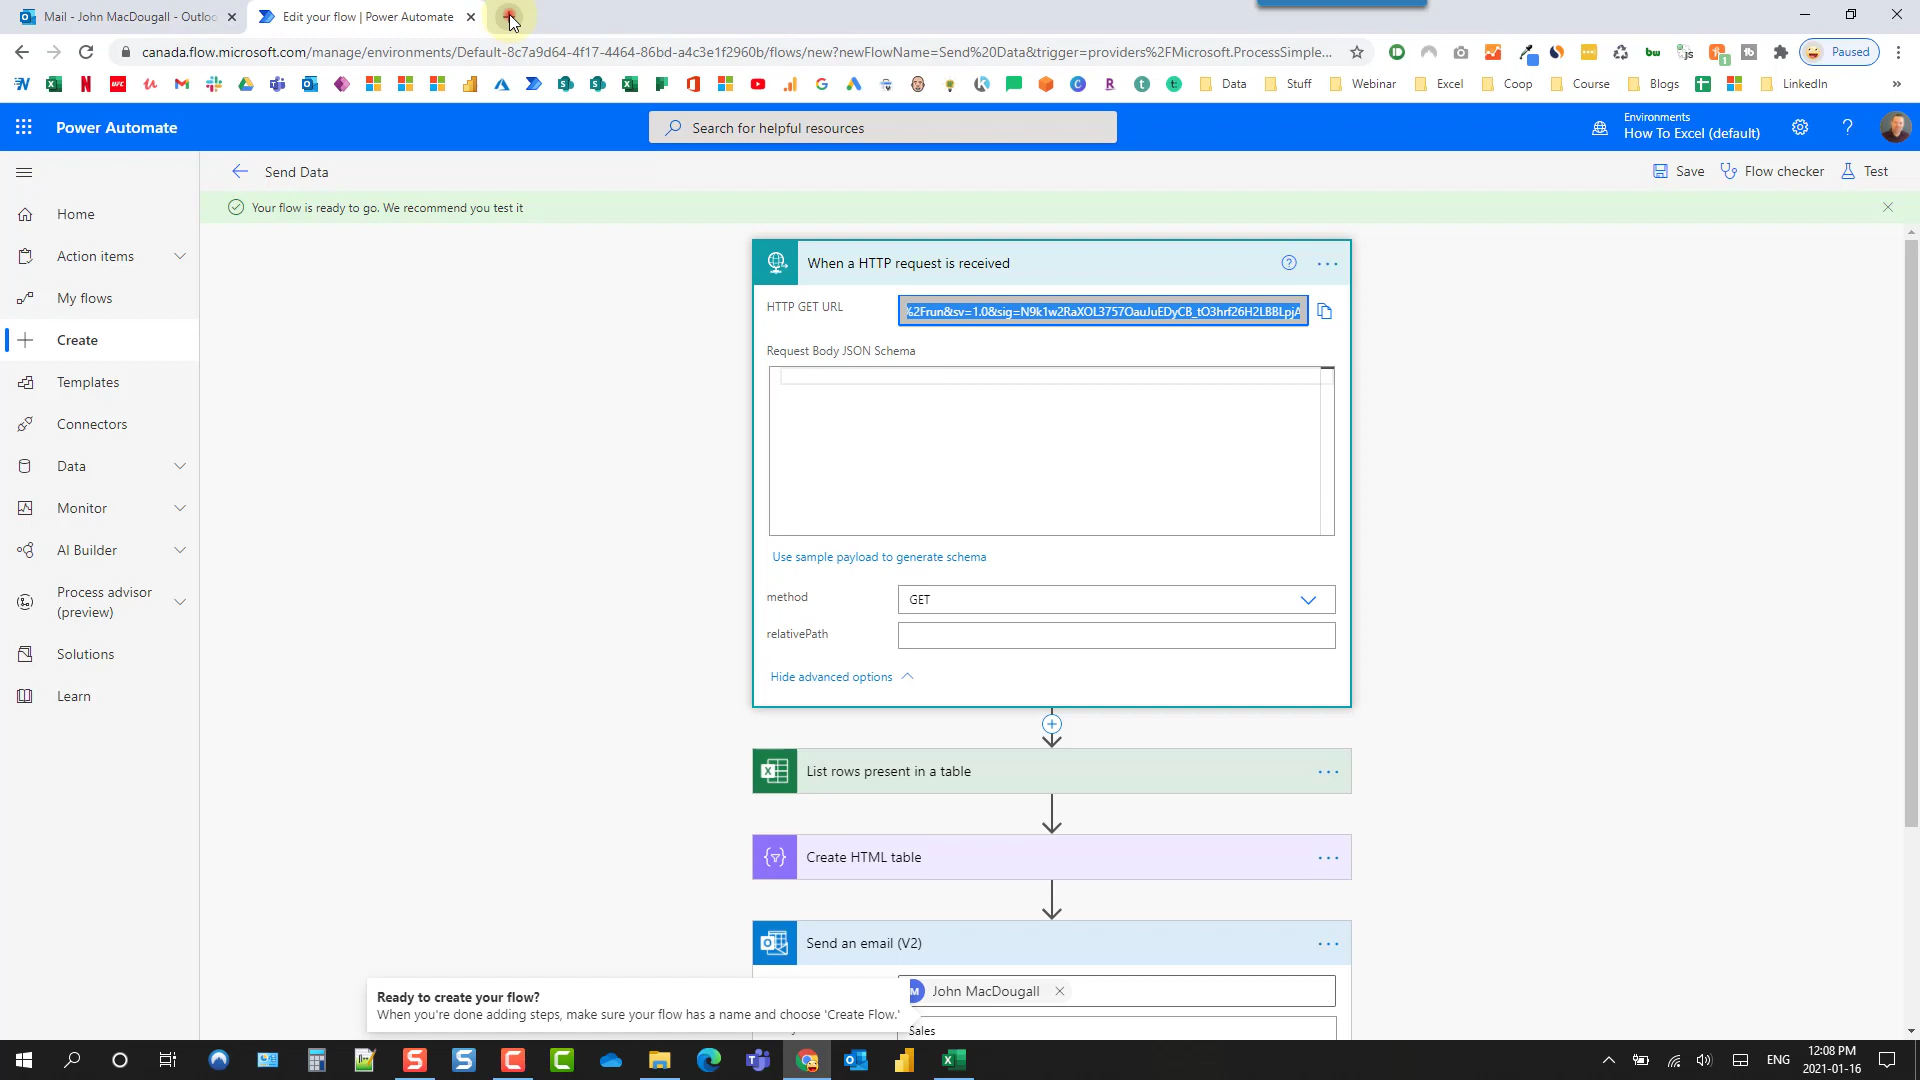 Mail - John MacDougall - Outloo
Edit your flow | Power Automate
canada.flow.microsoft.com/manage/environments/Default-8c7a9d64-4f17-4464-86bd-a4c3e1f2960b/flows/new?newFlowName=Send%20Data&trigger=providers%2FMicrosoft.ProcessSimple...
Paused
Data
Stuff
Webinar
Excel
Coop
Course
Blogs
LinkedIn
Power Automate
Search for helpful resources
Environments
How To Excel (default)
Send Data
Save
Flow checker
Test
Your flow is ready to go. We recommend you test it
Home
Action items
My flows
Create
Templates
Connectors
Data
Monitor
AI Builder
Process advisor
(preview)
Solutions
Learn
When a HTTP request is received
HTTP GET URL
%2Frun&sv=1.0&sig=N9k1w2RaXOL3757OauJuEDyCB_tO3hrf26H2LBBLpjA
Request Body JSON Schema
Use sample payload to generate schema
method
GET
relativePath
Hide advanced options
List rows present in a table
Create HTML table
Send an email (V2)
John MacDougall
Sales
Ready to create your flow?
When you're done adding steps, make sure your flow has a name and choose 'Create Flow.'
ENG
12:08 PM
2021-01-16